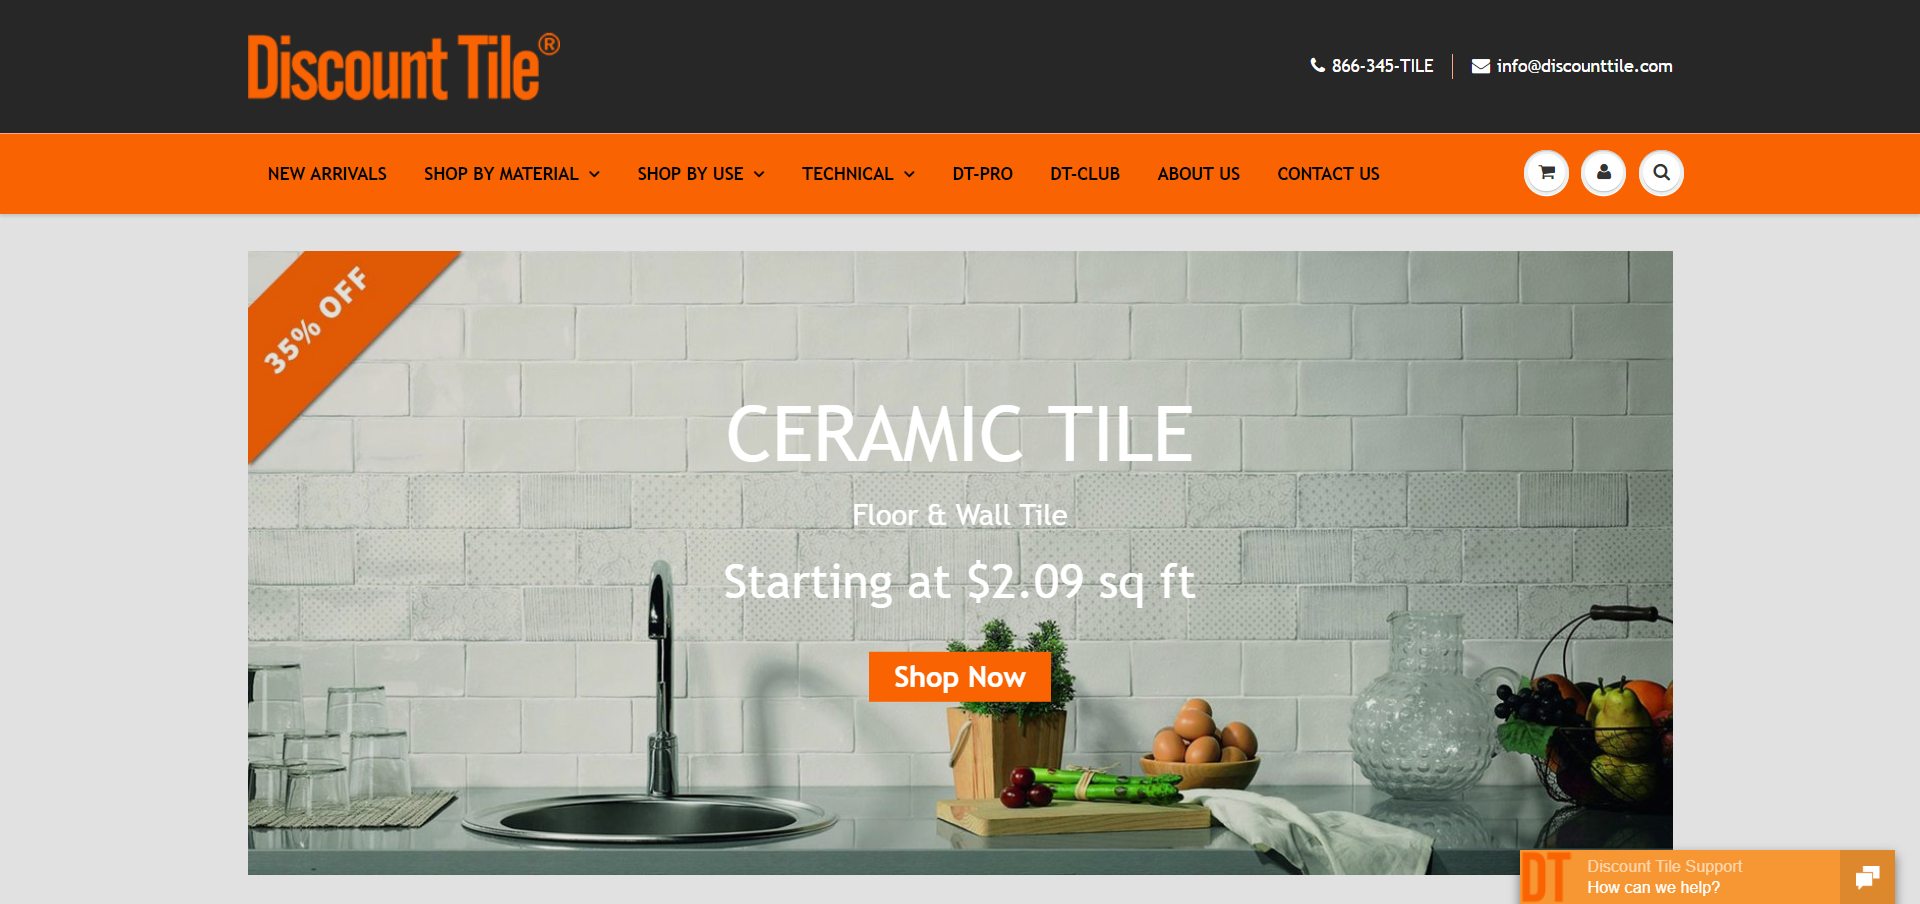 Discount Tile®
866-345-TILE
info@discounttile.com
NEW ARRIVALS
SHOP BY MATERIAL
SHOP BY USE
TECHNICAL
DT-PRO
DT-CLUB
ABOUT US
CONTACT US
35% OFF
CERAMIC TILE
Floor & Wall Tile
Starting at $2.09 sq ft
Shop Now
DT
Discount Tile Support
How can we help?